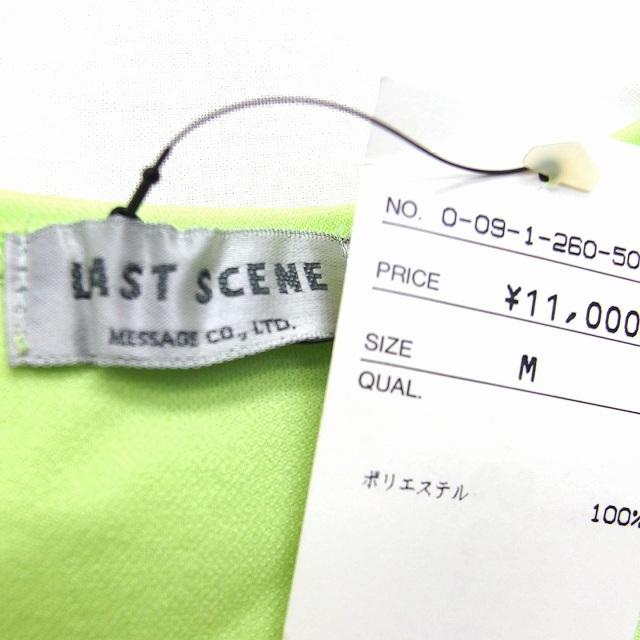 LAST SCENE
MESSAGE CO., LTD.
NO. 0-09-1-260-50
PRICE ¥11,000
SIZE M
QUAL.
ポリエステル 100%